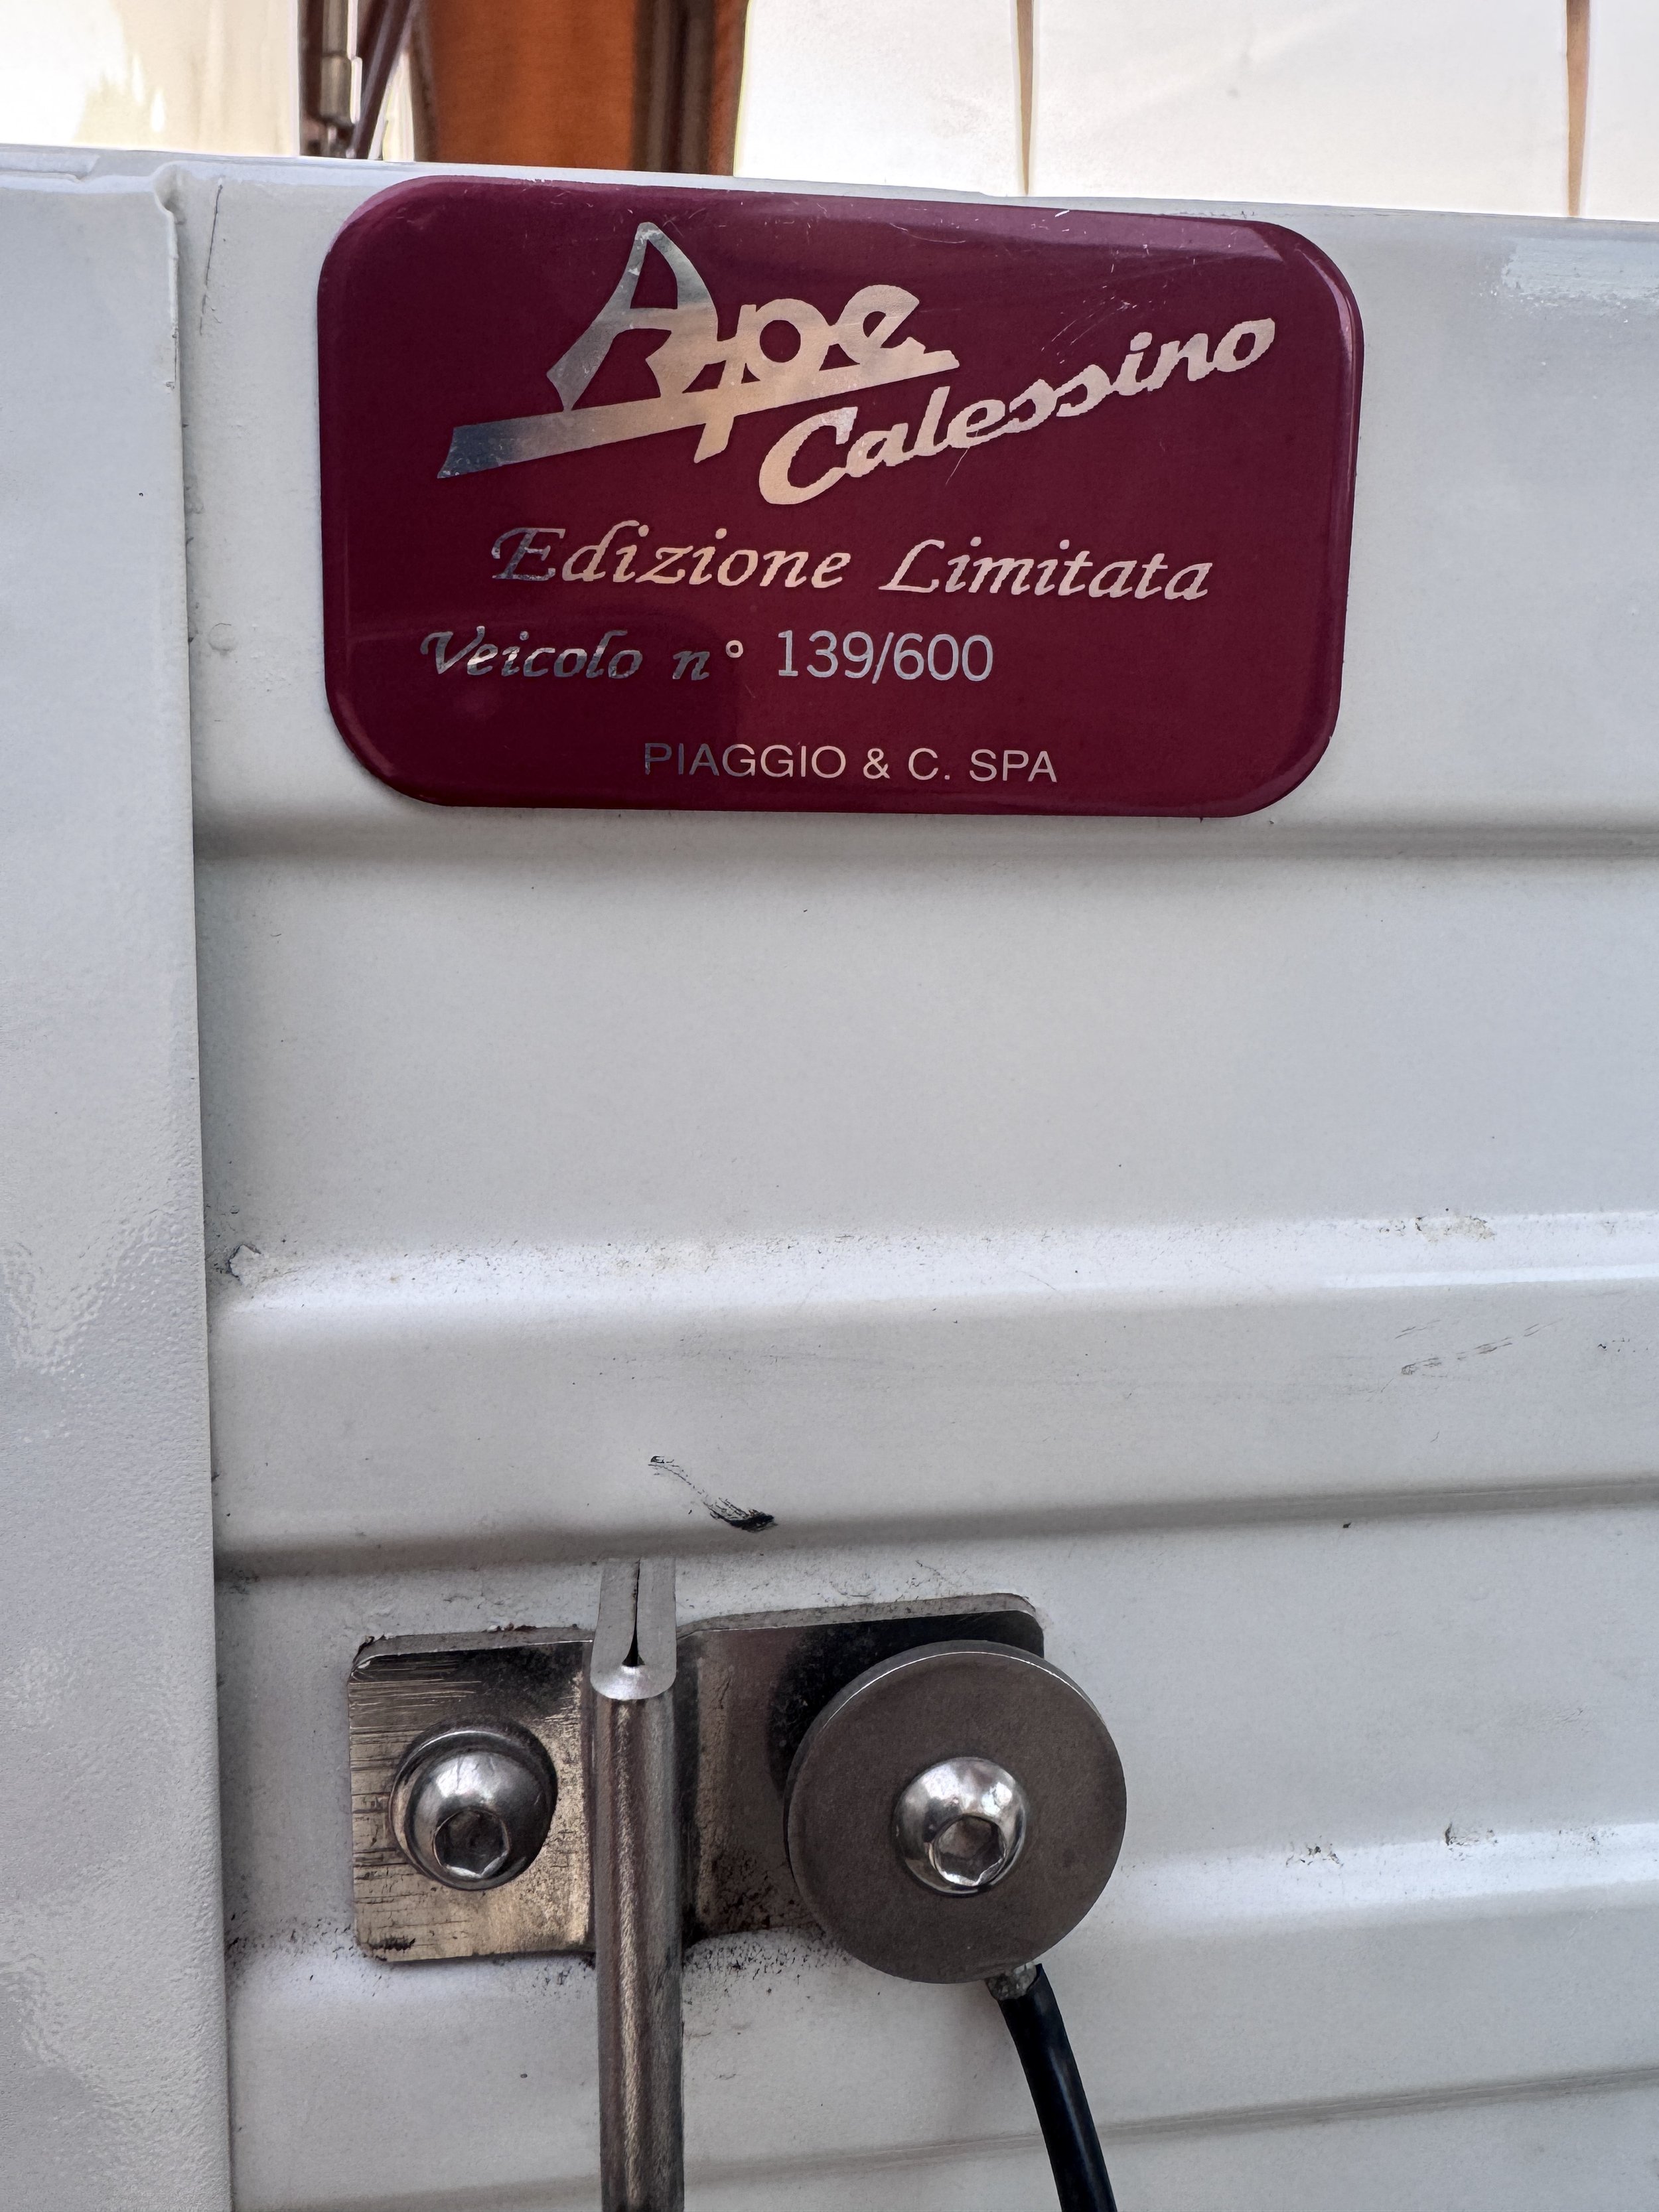 Ape
Calessino
Edizione Limitata
Veicolo n° 139/600
PIAGGIO & C. SPA